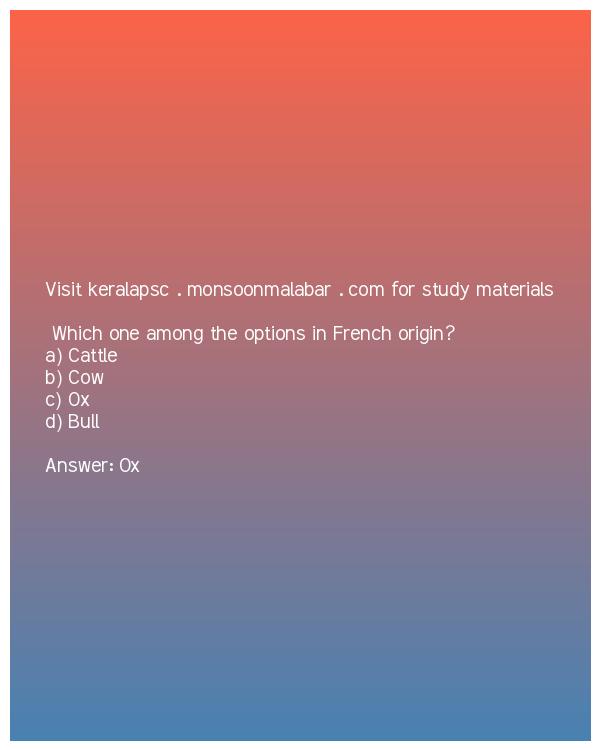 Visit keralapsc . monsoonmalabar . com for study materials
Which one among the options in French origin?
a) Cattle
b) Cow
c) Ox
d) Bull
Answer: Ox